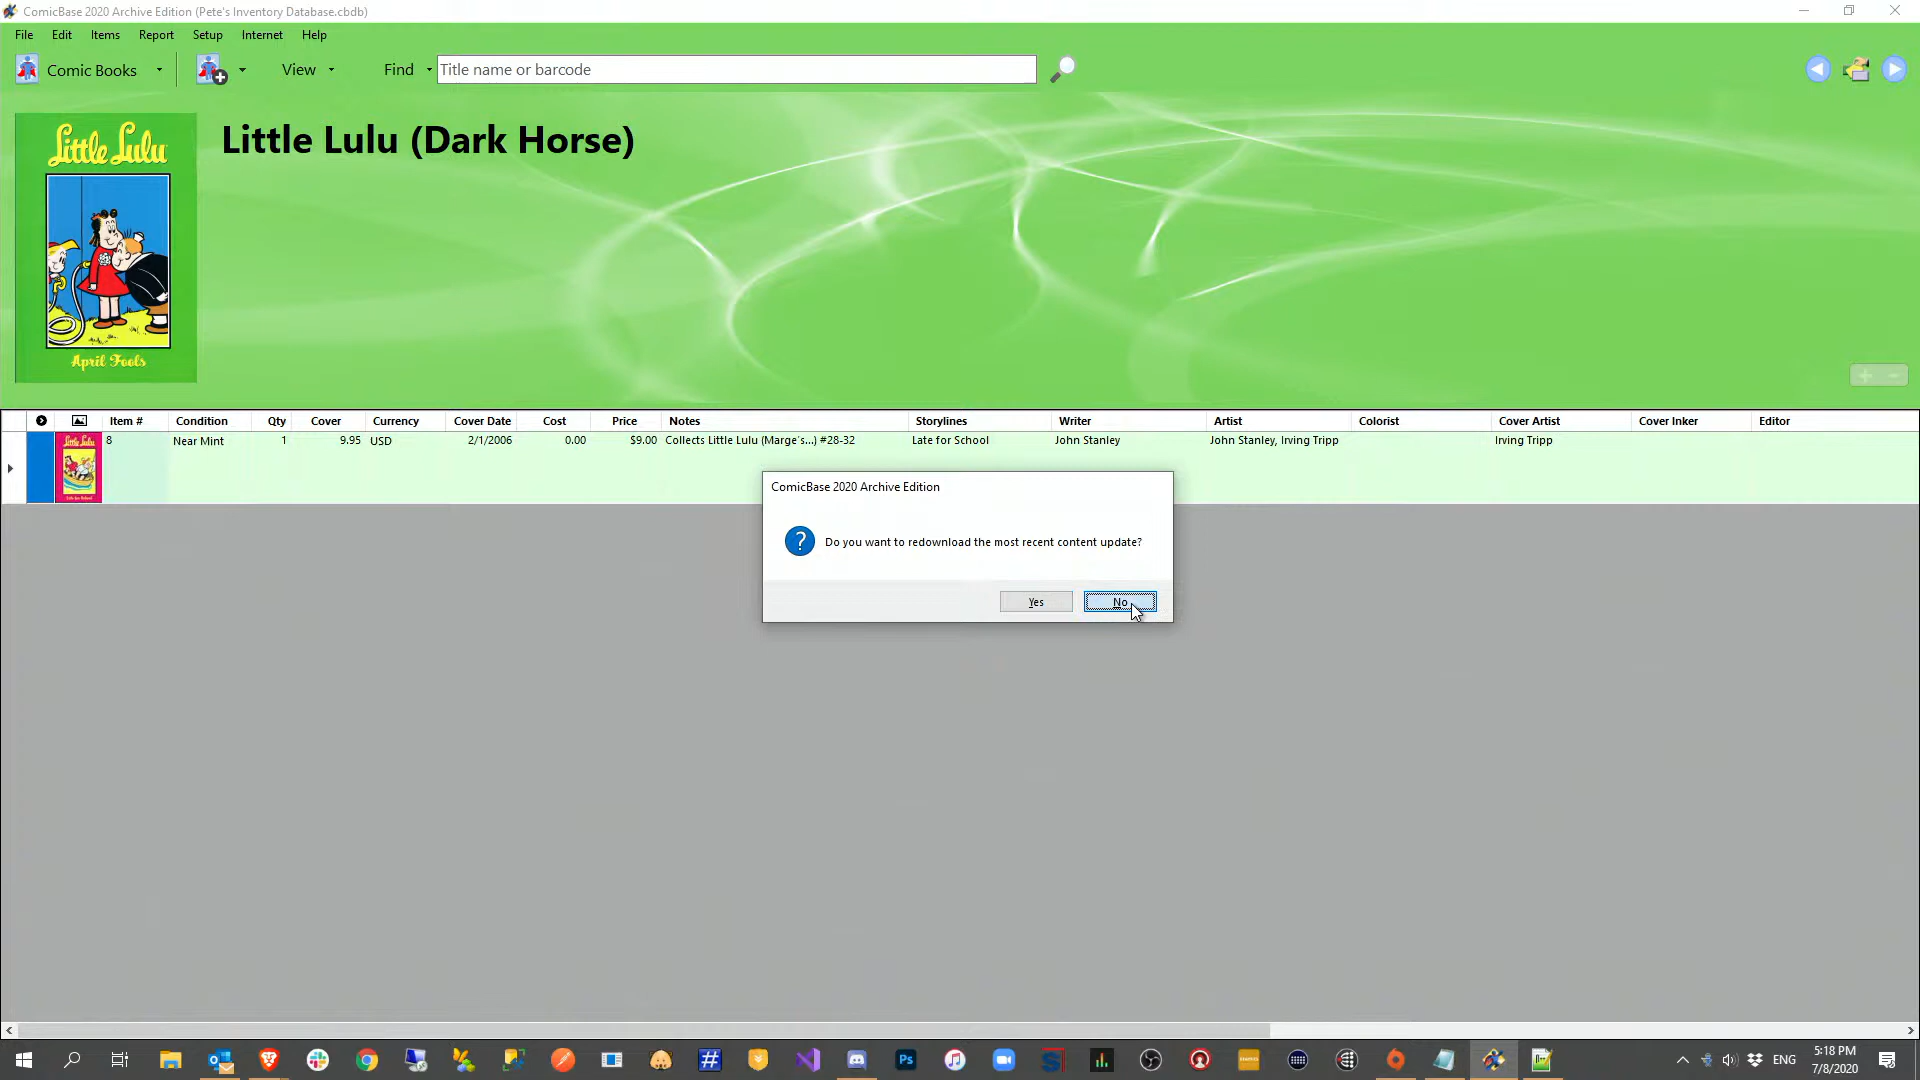 ComicBase 2020 Archive Edition (Pete's Inventory Database.cbdb)
File Edit Items Report Setup Internet Help
Comic Books View Find Title name or barcode
Little Lulu
April Fools
Little Lulu (Dark Horse)
Item # Condition Qty Cover Currency Cover Date Cost Price Notes Storylines Writer Artist Colorist Cover Artist Cover Inker Editor
8 Near Mint 1 9.95 USD 2/1/2006 0.00 $9.00 Collects Little Lulu (Marge's...) #28-32 Late for School John Stanley John Stanley, Irving Tripp Irving Tripp
Little Lulu
ComicBase 2020 Archive Edition
Do you want to redownload the most recent content update?
Yes No
ENG
5:18 PM
7/8/2020